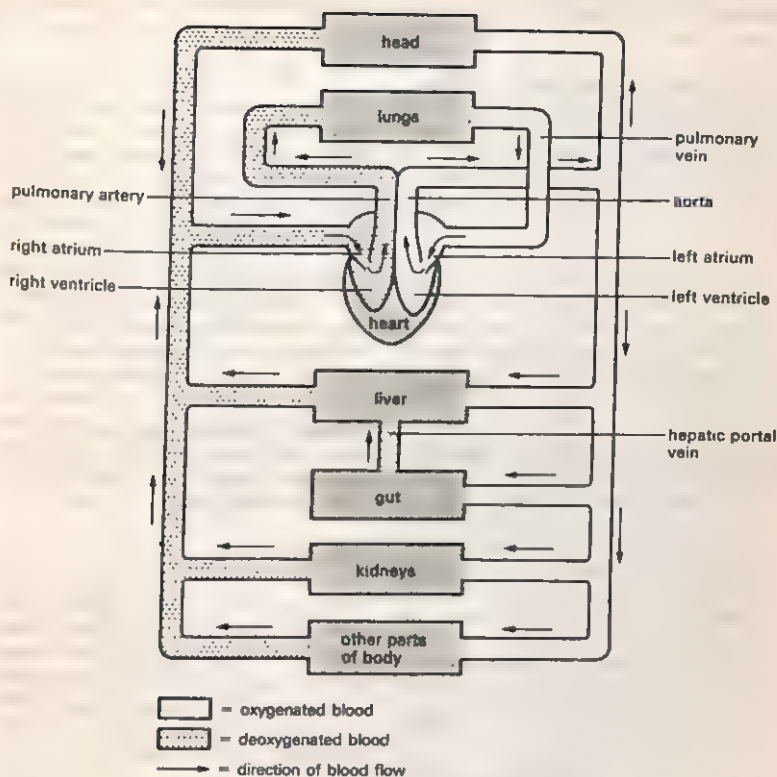 head
lungs
pulmonary
vein
pulmonary artery
aorta
right atrium
left atrium
right ventricle
left ventricle
heart
liver
hepatic portal
vein
gut
kidneys
other parts
of body
= oxygenated blood
= deoxygenated blood
= direction of blood flow